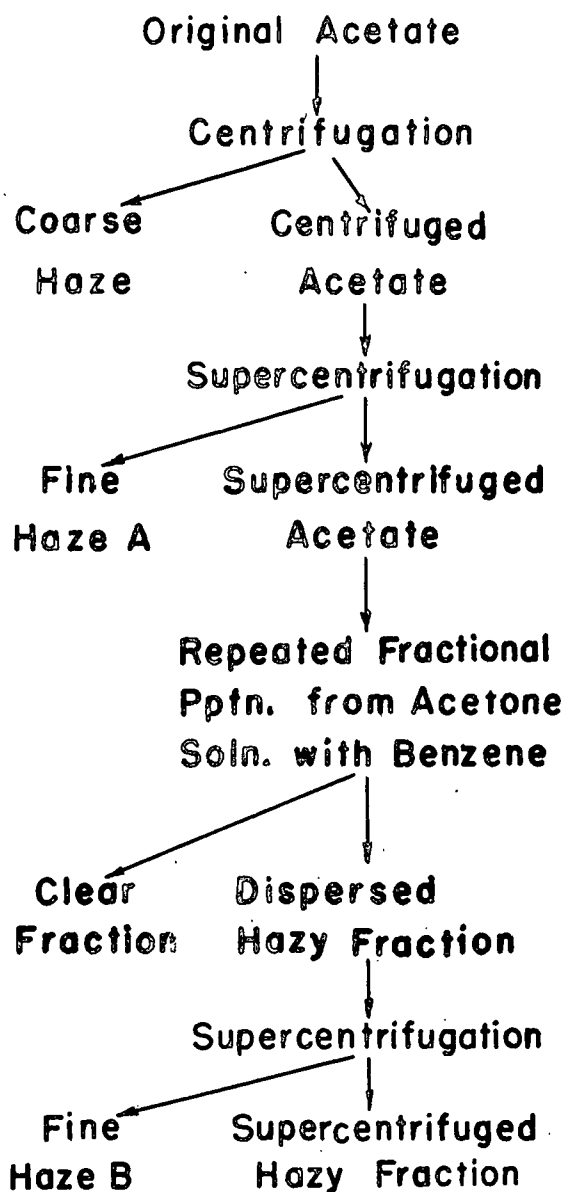 Original Acetate
Centrifugation
Coarse Centrifuged
Haze Acetate
Supercentrifugation
Fine Supercentrifuged
Haze A Acetate
Repeated Fractional
Pptn. from Acetone
Soln. with Benzene
Clear Dispersed
Fraction Hazy Fraction
Supercentrifugation
Fine Supercentrifuged
Haze B Hazy Fraction